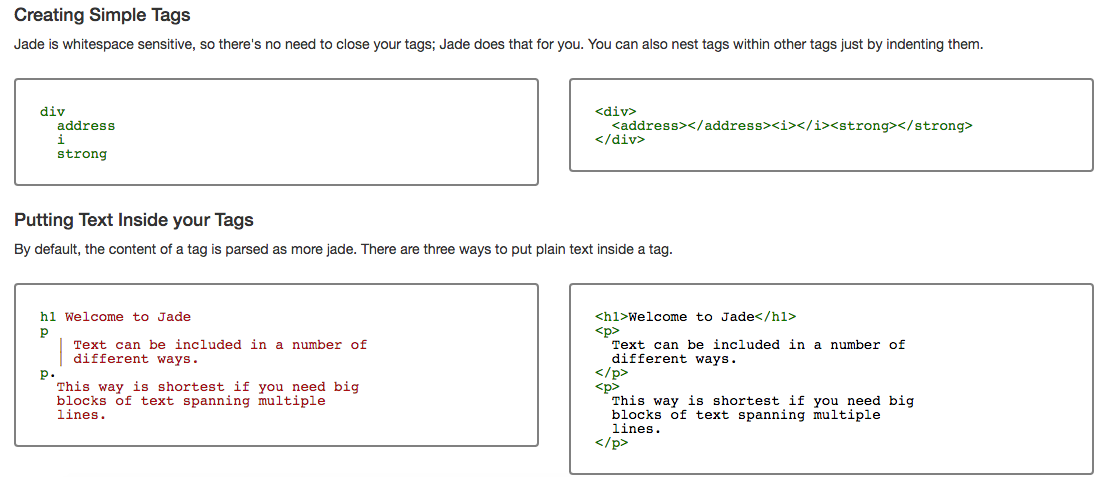 Creating Simple Tags
Jade is whitespace sensitive, so there's no need to close your tags; Jade does that for you. You can also nest tags within other tags just by indenting them.
div
  address
  i
  strong
<div>
  <address></address><i></i><strong></strong>
</div>
Putting Text Inside your Tags
By default, the content of a tag is parsed as more jade. There are three ways to put plain text inside a tag.
h1 Welcome to Jade
p
  | Text can be included in a number of
  | different ways.
p.
  This way is shortest if you need big
  blocks of text spanning multiple
  lines.
<h1>Welcome to Jade</h1>
<p>
  Text can be included in a number of
  different ways.
</p>
<p>
  This way is shortest if you need big
  blocks of text spanning multiple
  lines.
</p>